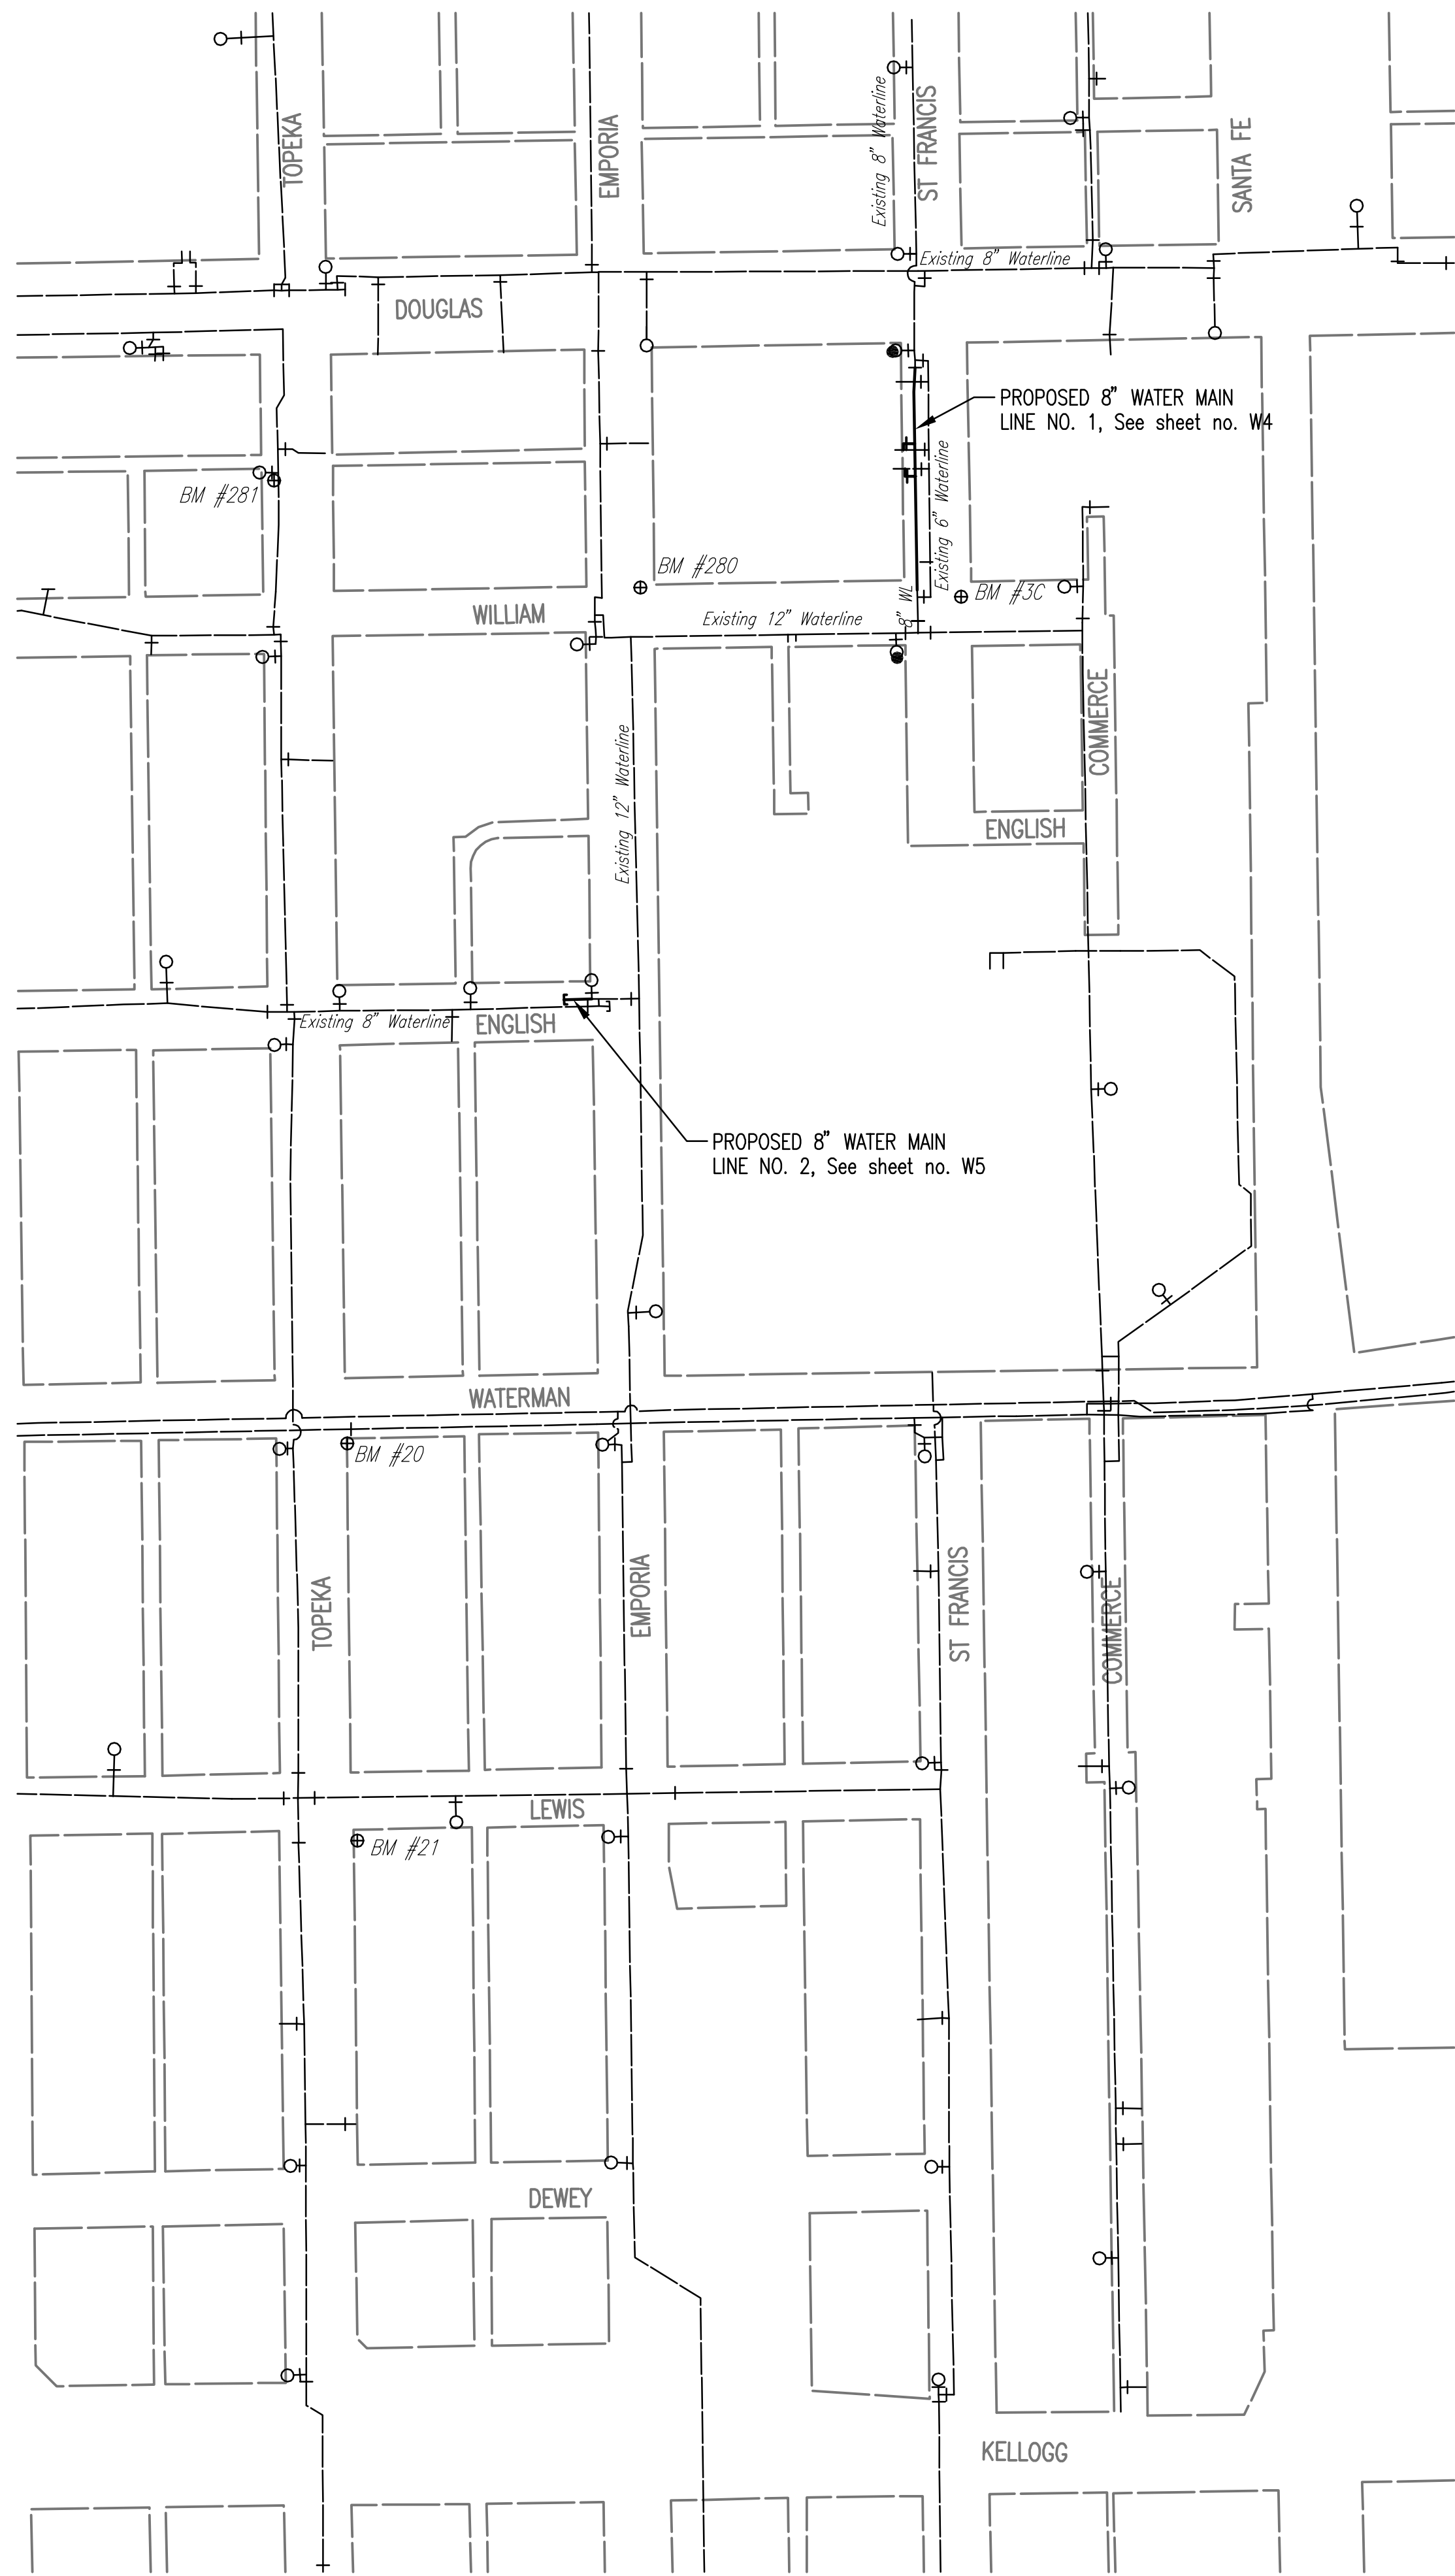 TOPEKA
EMPORIA
Existing 8" Waterline
ST FRANCIS
SANTA FE
Existing 8" Waterline
DOUGLAS
PROPOSED 8" WATER MAIN
LINE NO. 1, See sheet no. W4
BM #281
Existing 6" Waterline
BM #280
BM #3C
WILLIAM
Existing 12" Waterline
8" WL
COMMERCE
Existing 12" Waterline
ENGLISH
Existing 8" Waterline
ENGLISH
PROPOSED 8" WATER MAIN
LINE NO. 2, See sheet no. W5
WATERMAN
BM #20
TOPEKA
EMPORIA
ST FRANCIS
COMMERCE
LEWIS
BM #21
DEWEY
KELLOGG